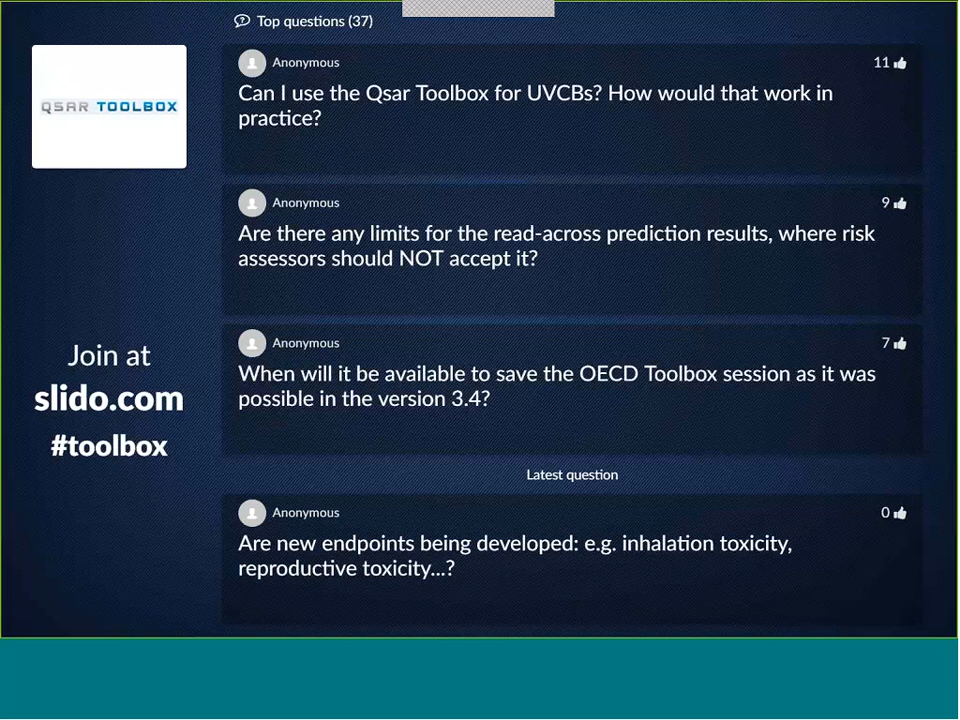 Top questions (37)
QSAR TOOLBOX
Anonymous
11
Can I use the Qsar Toolbox for UVCBs? How would that work in
practice?
Anonymous
9
Are there any limits for the read-across prediction results, where risk
assessors should NOT accept it?
Anonymous
7
When will it be available to save the OECD Toolbox session as it was
possible in the version 3.4?
Join at
slido.com
#toolbox
Latest question
Anonymous
0
Are new endpoints being developed: e.g. inhalation toxicity,
reproductive toxicity...?